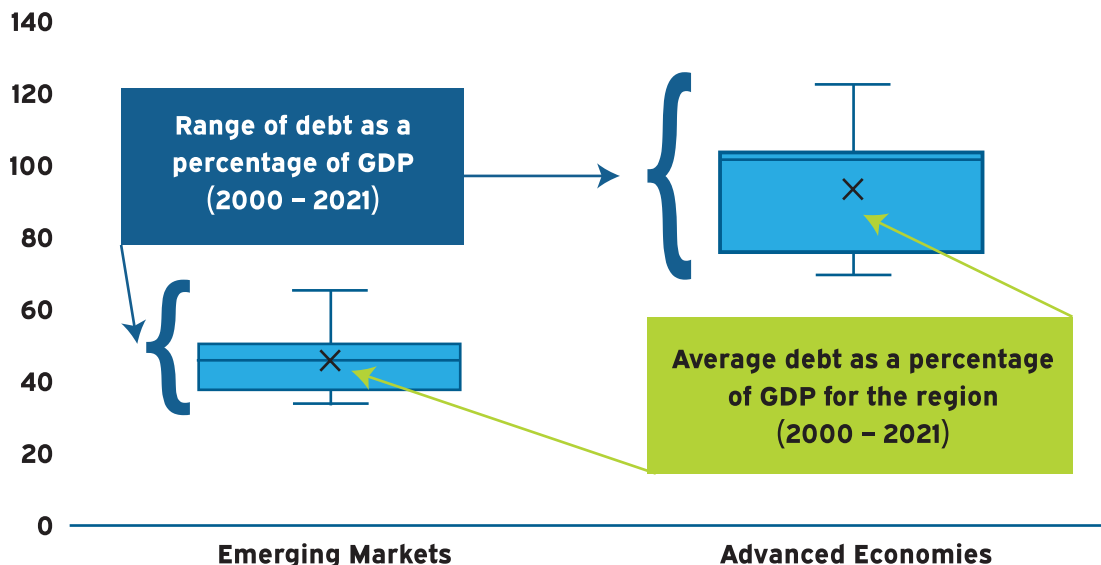 140
120
100
80
60
40
20
0
Range of debt as a
percentage of GDP
(2000 – 2021)
Average debt as a percentage
of GDP for the region
(2000 – 2021)
Emerging Markets
Advanced Economies